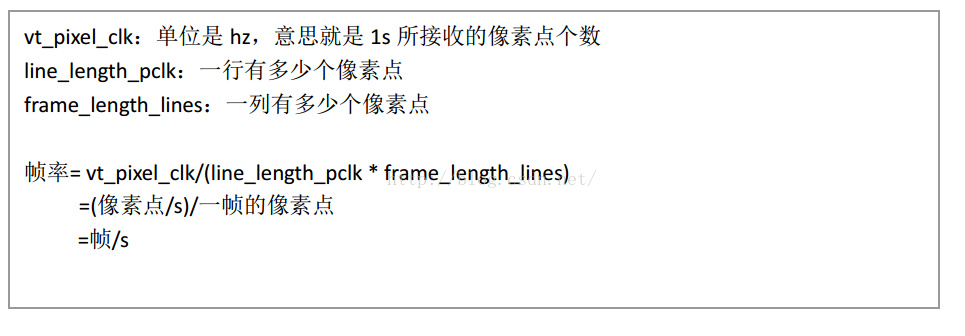 vt_pixel_clk：单位是 hz，意思就是 1s 所接收的像素点个数
line_length_pclk：一行有多少个像素点
frame_length_lines：一列有多少个像素点
帧率= vt_pixel_clk/(line_length_pclk * frame_length_lines)
http://blog.csdn.net/
=(像素点/s)/一帧的像素点
=帧/s